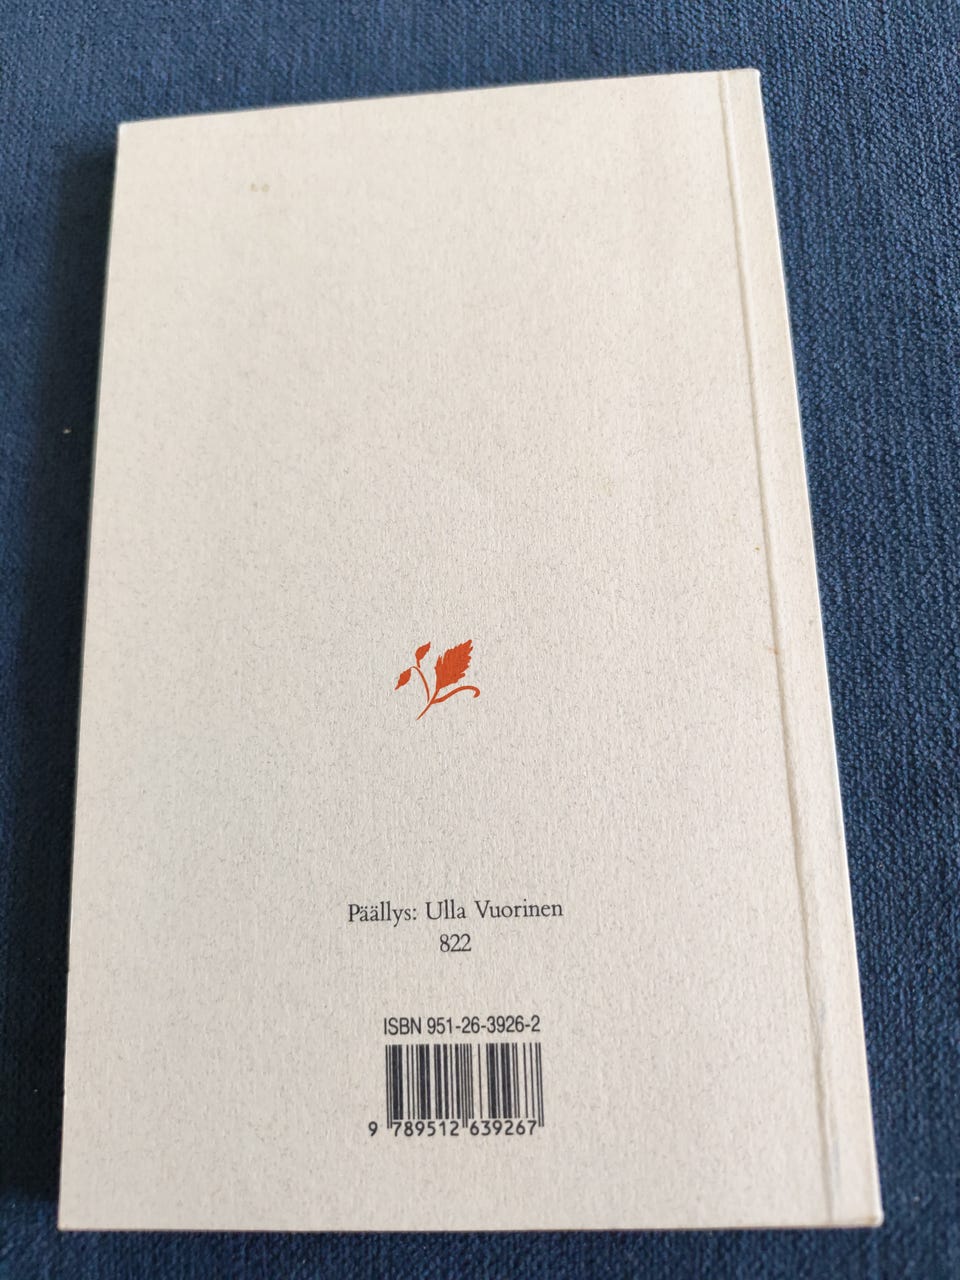 Päällys: Ulla Vuorinen
822
ISBN 951-26-3926-2
9 789512 639267